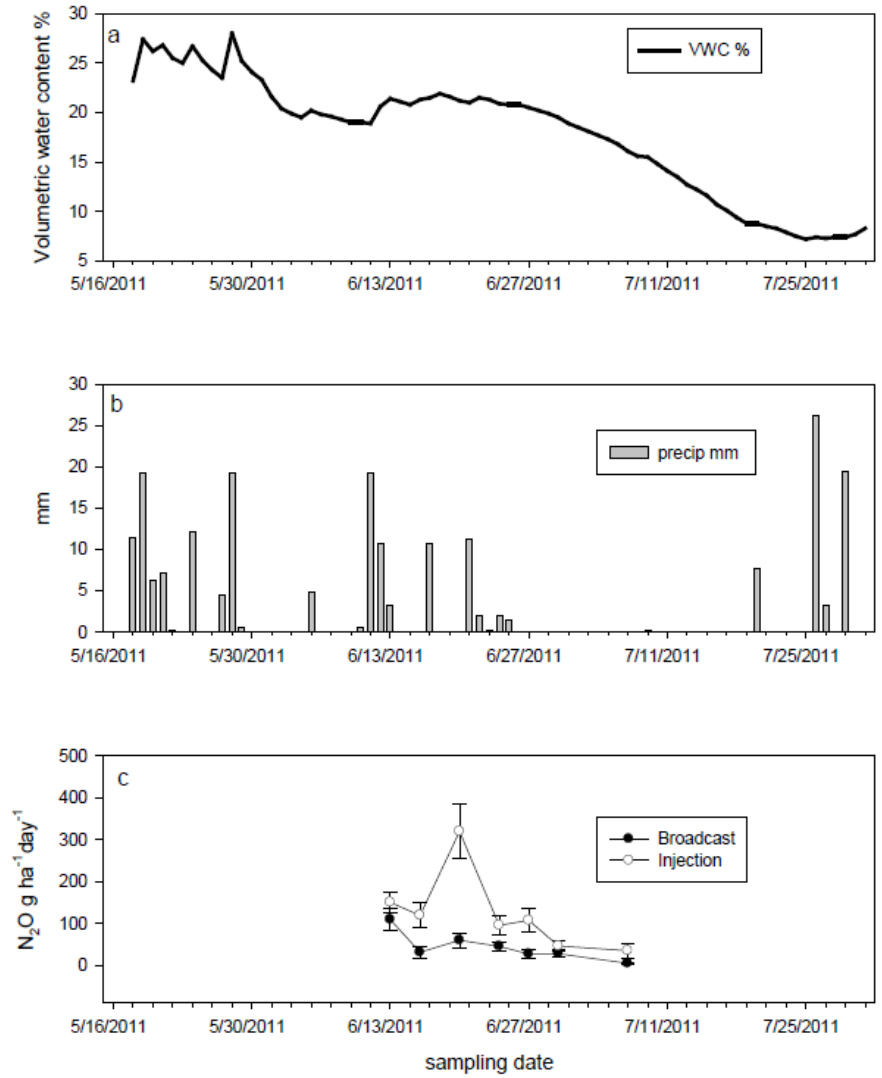 a
VWC %
Volumetric water content %
30
25
20
15
10
5
5/16/2011 5/30/2011 6/13/2011 6/27/2011 7/11/2011 7/25/2011
b
precip mm
mm
30
25
20
15
10
5
0
5/16/2011 5/30/2011 6/13/2011 6/27/2011 7/11/2011 7/25/2011
c
Broadcast
Injection
N₂O g ha⁻¹day⁻¹
500
400
300
200
100
0
5/16/2011 5/30/2011 6/13/2011 6/27/2011 7/11/2011 7/25/2011
sampling date